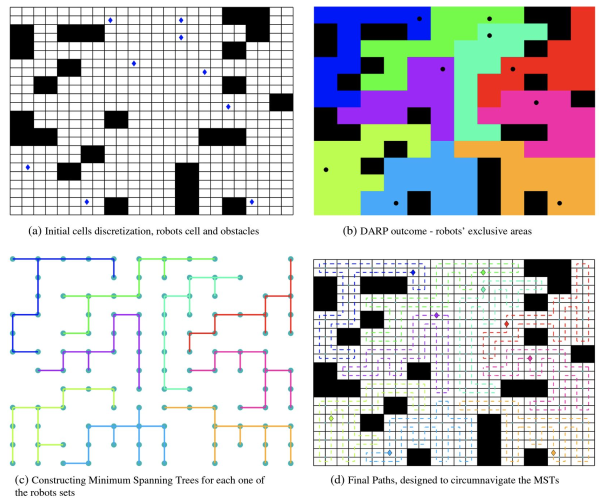 (a) Initial cells discretization, robots cell and obstacles
(b) DARP outcome - robots' exclusive areas
(c) Constructing Minimum Spanning Trees for each one of
the robots sets
(d) Final Paths, designed to circumnavigate the MSTs